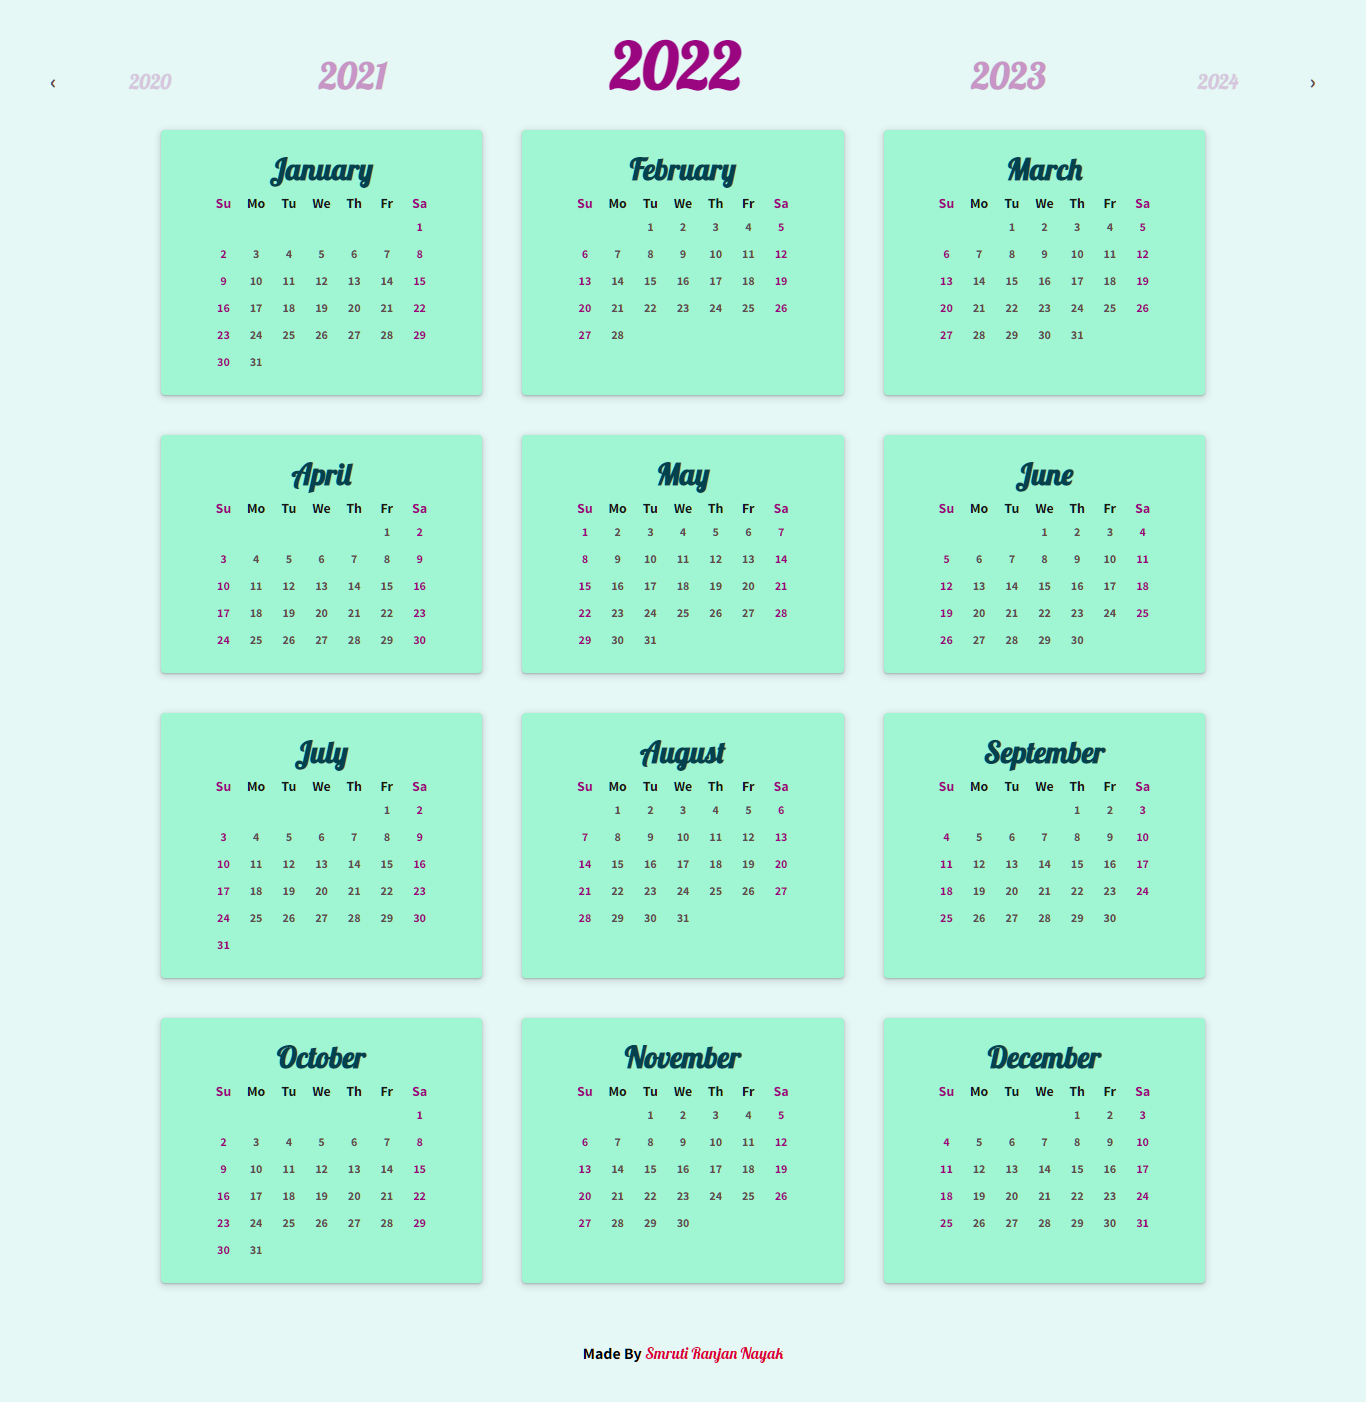 ‹ 2020 2021 2022 2023 2024 ›
January
Su Mo Tu We Th Fr Sa
1
2 3 4 5 6 7 8
9 10 11 12 13 14 15
16 17 18 19 20 21 22
23 24 25 26 27 28 29
30 31
February
Su Mo Tu We Th Fr Sa
1 2 3 4 5
6 7 8 9 10 11 12
13 14 15 16 17 18 19
20 21 22 23 24 25 26
27 28
March
Su Mo Tu We Th Fr Sa
1 2 3 4 5
6 7 8 9 10 11 12
13 14 15 16 17 18 19
20 21 22 23 24 25 26
27 28 29 30 31
April
Su Mo Tu We Th Fr Sa
1 2
3 4 5 6 7 8 9
10 11 12 13 14 15 16
17 18 19 20 21 22 23
24 25 26 27 28 29 30
May
Su Mo Tu We Th Fr Sa
1 2 3 4 5 6 7
8 9 10 11 12 13 14
15 16 17 18 19 20 21
22 23 24 25 26 27 28
29 30 31
June
Su Mo Tu We Th Fr Sa
1 2 3 4
5 6 7 8 9 10 11
12 13 14 15 16 17 18
19 20 21 22 23 24 25
26 27 28 29 30
July
Su Mo Tu We Th Fr Sa
1 2
3 4 5 6 7 8 9
10 11 12 13 14 15 16
17 18 19 20 21 22 23
24 25 26 27 28 29 30
31
August
Su Mo Tu We Th Fr Sa
1 2 3 4 5 6
7 8 9 10 11 12 13
14 15 16 17 18 19 20
21 22 23 24 25 26 27
28 29 30 31
September
Su Mo Tu We Th Fr Sa
1 2 3
4 5 6 7 8 9 10
11 12 13 14 15 16 17
18 19 20 21 22 23 24
25 26 27 28 29 30
October
Su Mo Tu We Th Fr Sa
1
2 3 4 5 6 7 8
9 10 11 12 13 14 15
16 17 18 19 20 21 22
23 24 25 26 27 28 29
30 31
November
Su Mo Tu We Th Fr Sa
1 2 3 4 5
6 7 8 9 10 11 12
13 14 15 16 17 18 19
20 21 22 23 24 25 26
27 28 29 30
December
Su Mo Tu We Th Fr Sa
1 2 3
4 5 6 7 8 9 10
11 12 13 14 15 16 17
18 19 20 21 22 23 24
25 26 27 28 29 30 31
Made By Smruti Ranjan Nayak